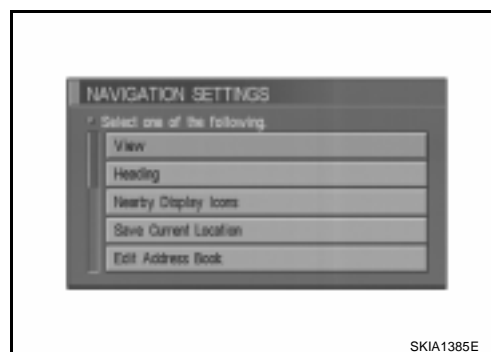 NAVIGATION SETTINGS
Select one of the following.
View
Heading
Nearby Display Icons
Save Current Location
Edit Address Book
SKIA1385E